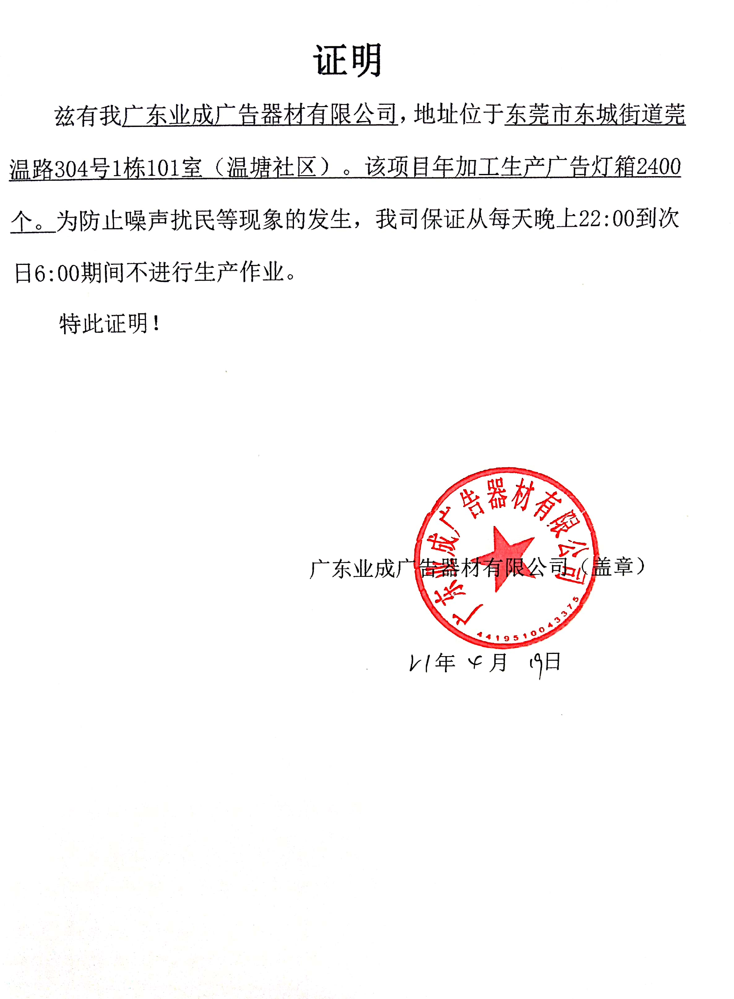 证明
兹有我广东业成广告器材有限公司，地址位于东莞市东城街道莞
温路304号1栋101室（温塘社区）。该项目年加工生产广告灯箱2400
个。为防止噪声扰民等现象的发生，我司保证从每天晚上22:00到次
日6:00期间不进行生产作业。
特此证明！
广东业成广告器材有限公司
广东业成广告器材有限公司（盖章）
4419510043375
21年4月19日